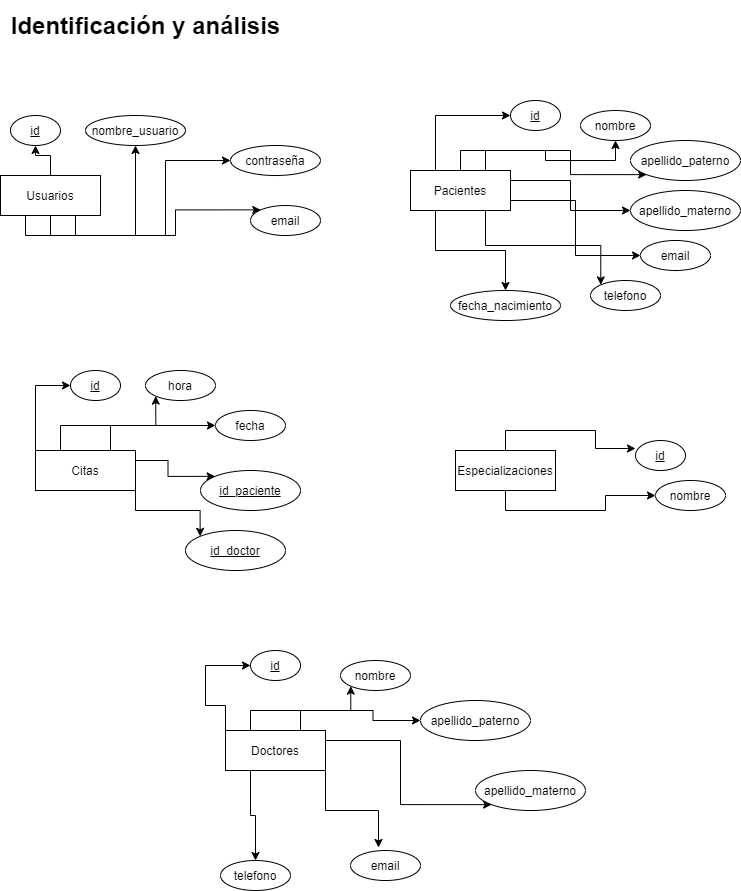 Identificación y análisis
id
nombre_usuario
contraseña
Usuarios
email
id
nombre
apellido_paterno
Pacientes
apellido_materno
email
telefono
fecha_nacimiento
id
hora
fecha
Citas
id_paciente
id_doctor
id
Especializaciones
nombre
id
nombre
apellido_paterno
Doctores
apellido_materno
email
telefono